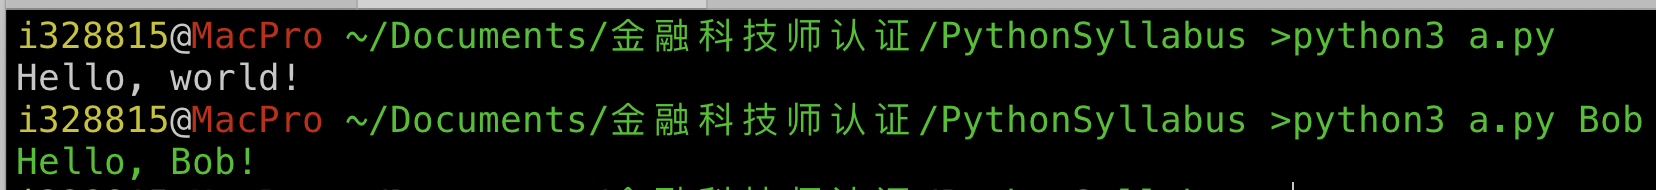 i328815@MacPro ~/Documents/金融科技师认证/PythonSyllabus >python3 a.py
Hello, world!
i328815@MacPro ~/Documents/金融科技师认证/PythonSyllabus >python3 a.py Bob
Hello, Bob!